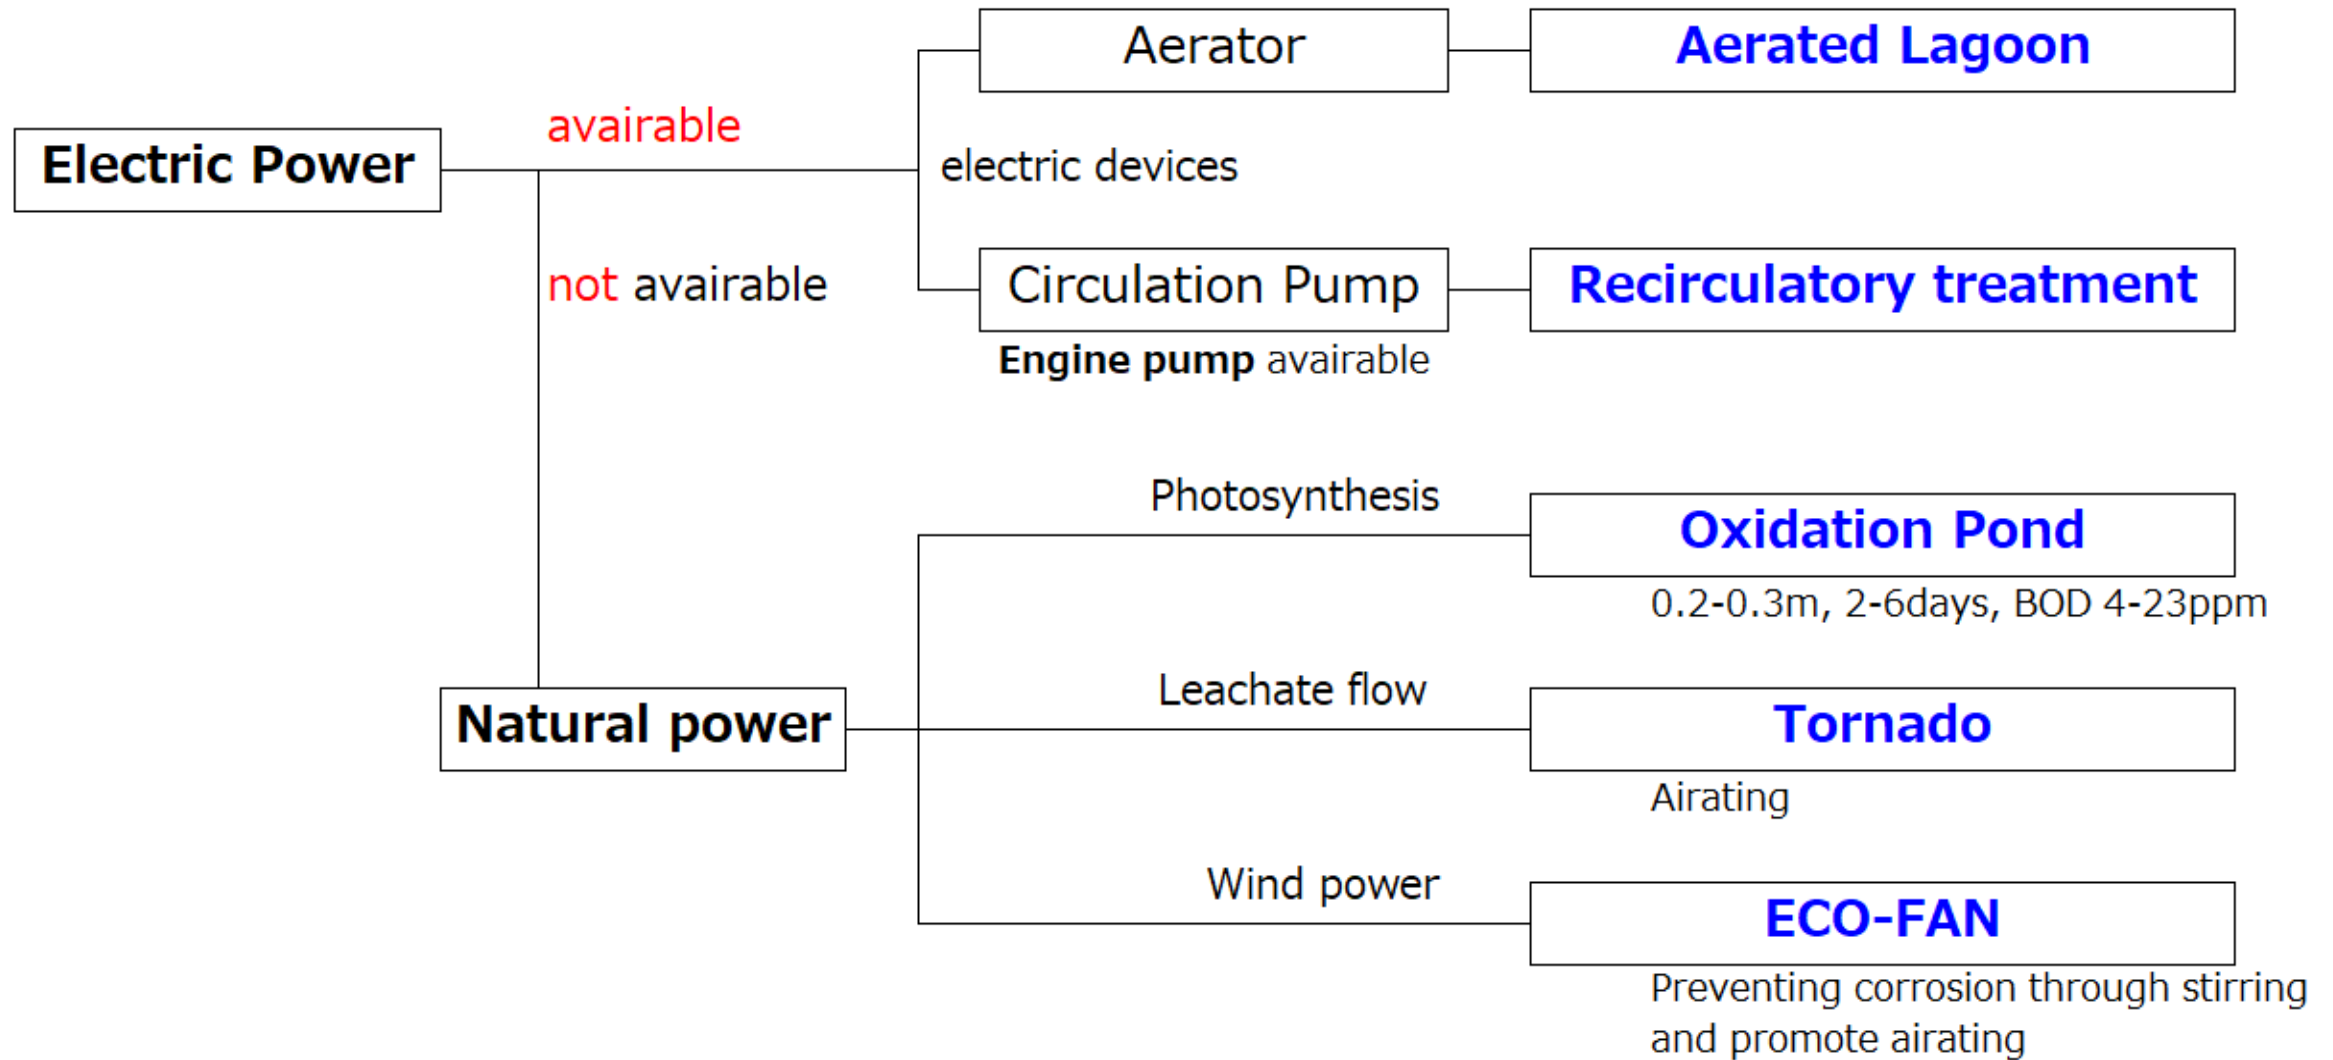 Aerator
Aerated Lagoon
avairable
Electric Power
electric devices
not avairable
Circulation Pump
Recirculatory treatment
Engine pump avairable
Photosynthesis
Oxidation Pond
0.2-0.3m, 2-6days, BOD 4-23ppm
Leachate flow
Natural power
Tornado
Airating
Wind power
ECO-FAN
Preventing corrosion through stirring
and promote airating